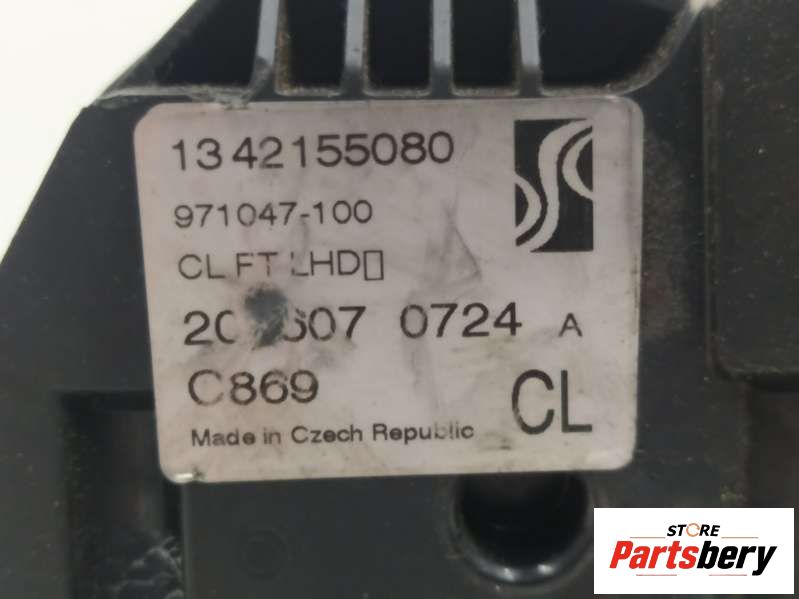 1342155080
971047-100
CL FT LHD▯
0724 A
C869
CL
Made in Czech Republic
STORE
Partsbery